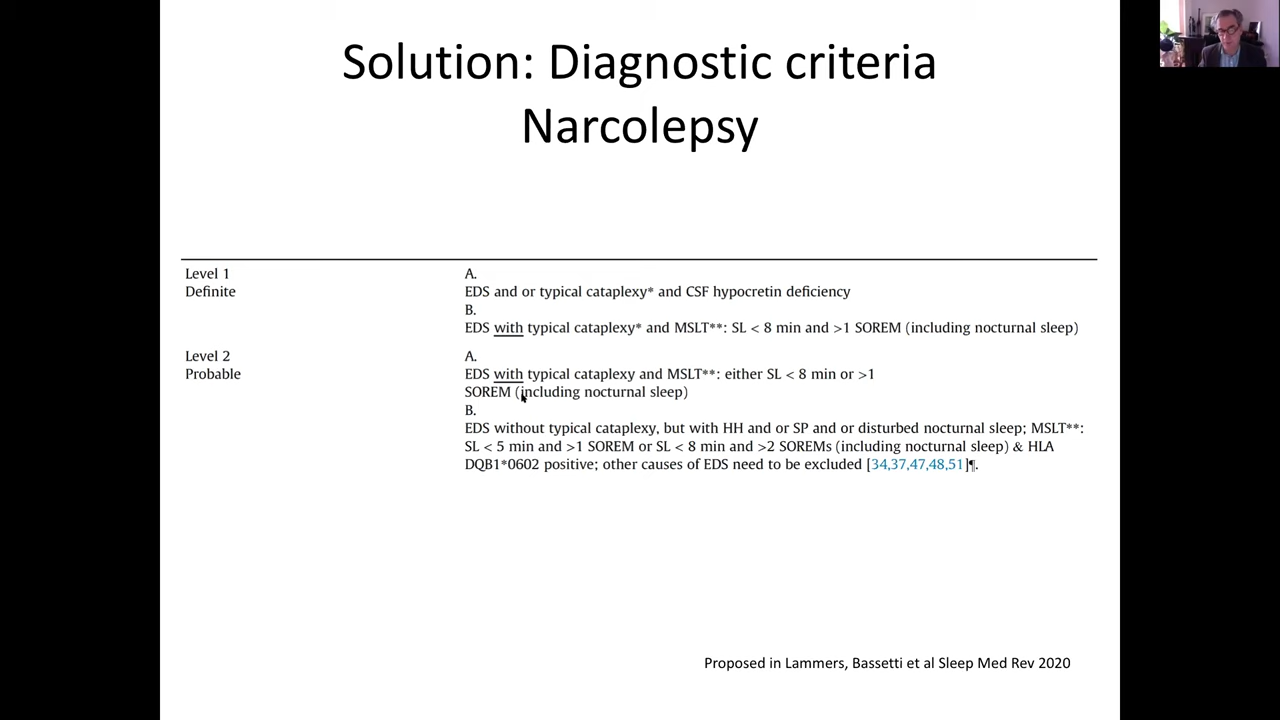 Solution: Diagnostic criteria
Narcolepsy
Level 1
A.
Definite
EDS and or typical cataplexy* and CSF hypocretin deficiency
B.
EDS with typical cataplexy* and MSLT**: SL < 8 min and >1 SOREM (including nocturnal sleep)
Level 2
A.
Probable
EDS with typical cataplexy and MSLT**: either SL < 8 min or >1
SOREM (including nocturnal sleep)
B.
EDS without typical cataplexy, but with HH and or SP and or disturbed nocturnal sleep; MSLT**:
SL < 5 min and >1 SOREM or SL < 8 min and >2 SOREMs (including nocturnal sleep) & HLA
DQB1*0602 positive; other causes of EDS need to be excluded [34,37,47,48,51]¶.
Proposed in Lammers, Bassetti et al Sleep Med Rev 2020